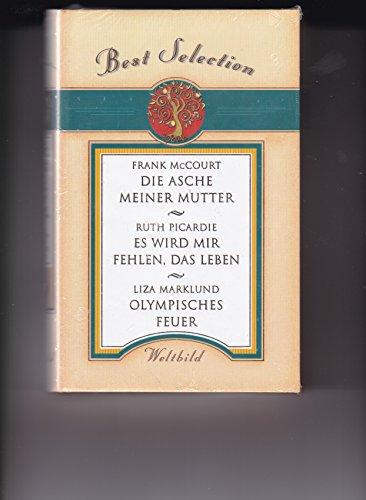 Best Selection
FRANK McCOURT
DIE ASCHE
MEINER MUTTER
RUTH PICARDIE
ES WIRD MIR
FEHLEN, DAS LEBEN
LIZA MARKLUND
OLYMPISCHES
FEUER
Weltbild